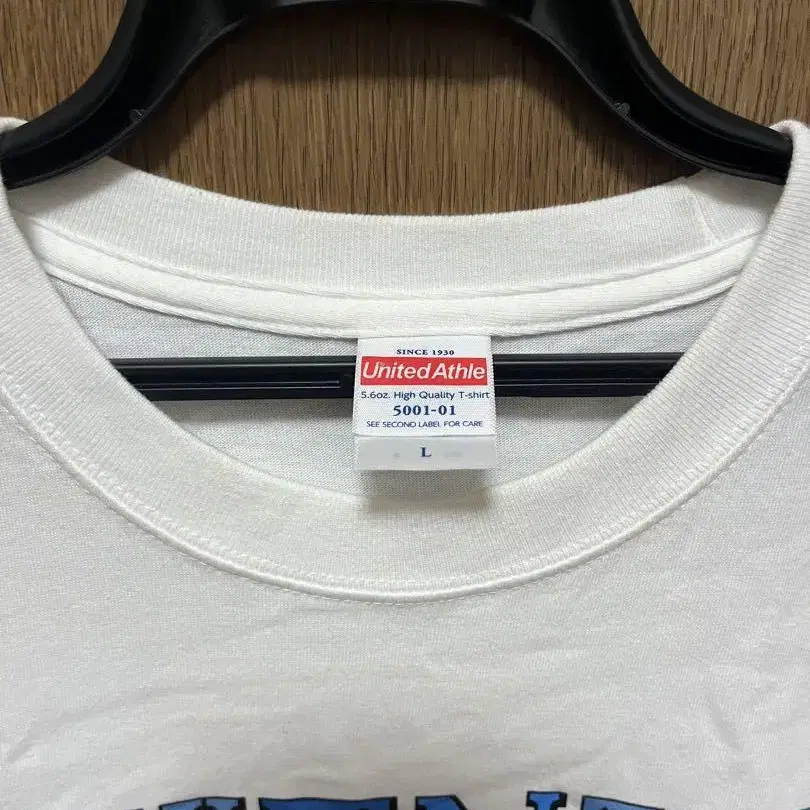 SINCE 1930
United Athle
5.6oz. High Quality T-shirt
5001-01
SEE SECOND LABEL FOR CARE
L